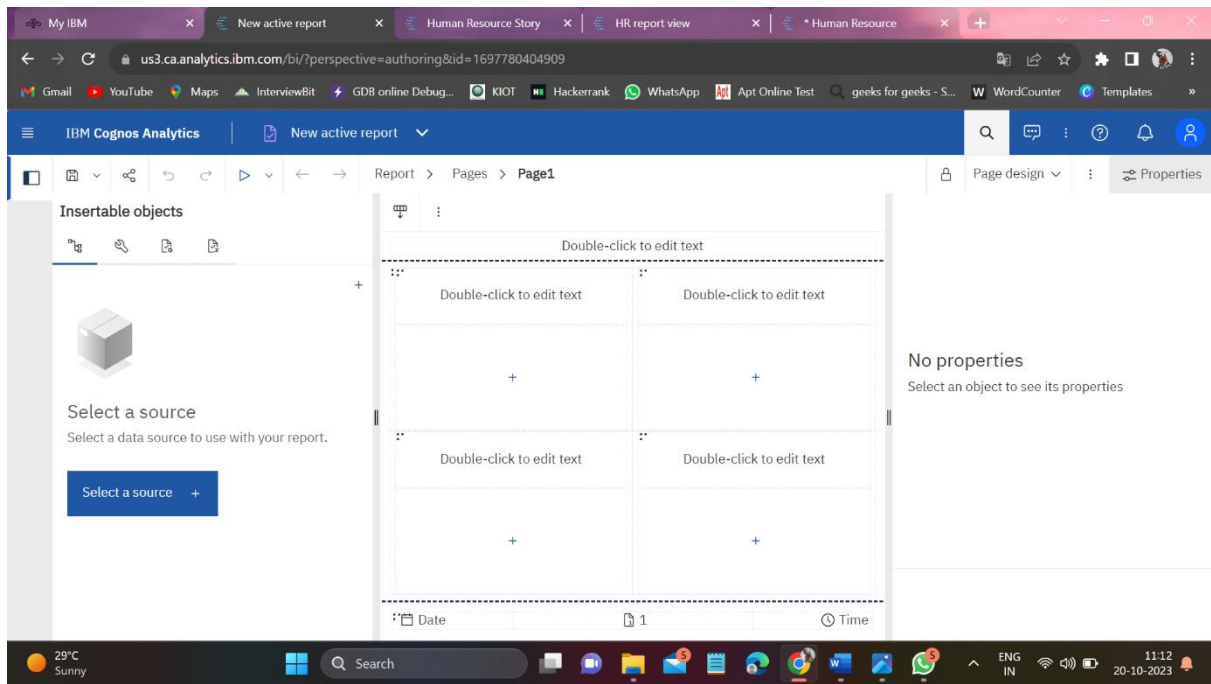 My IBM
New active report
Human Resource Story
HR report view
* Human Resource
us3.ca.analytics.ibm.com/bi/?perspective=authoring&id=1697780404909
Gmail YouTube Maps InterviewBit GDB online Debug... KIOT Hackerrank WhatsApp Apt Online Test geeks for geeks - S... WordCounter Templates »
IBM Cognos Analytics New active report
Report > Pages > Page1 Page design Properties
Insertable objects
Double-click to edit text
Double-click to edit text Double-click to edit text
No properties
Select an object to see its properties
Select a source
Select a data source to use with your report.
Double-click to edit text Double-click to edit text
Select a source +
Date 1 Time
29°C
Sunny
Search
ENG
IN
11:12
20-10-2023